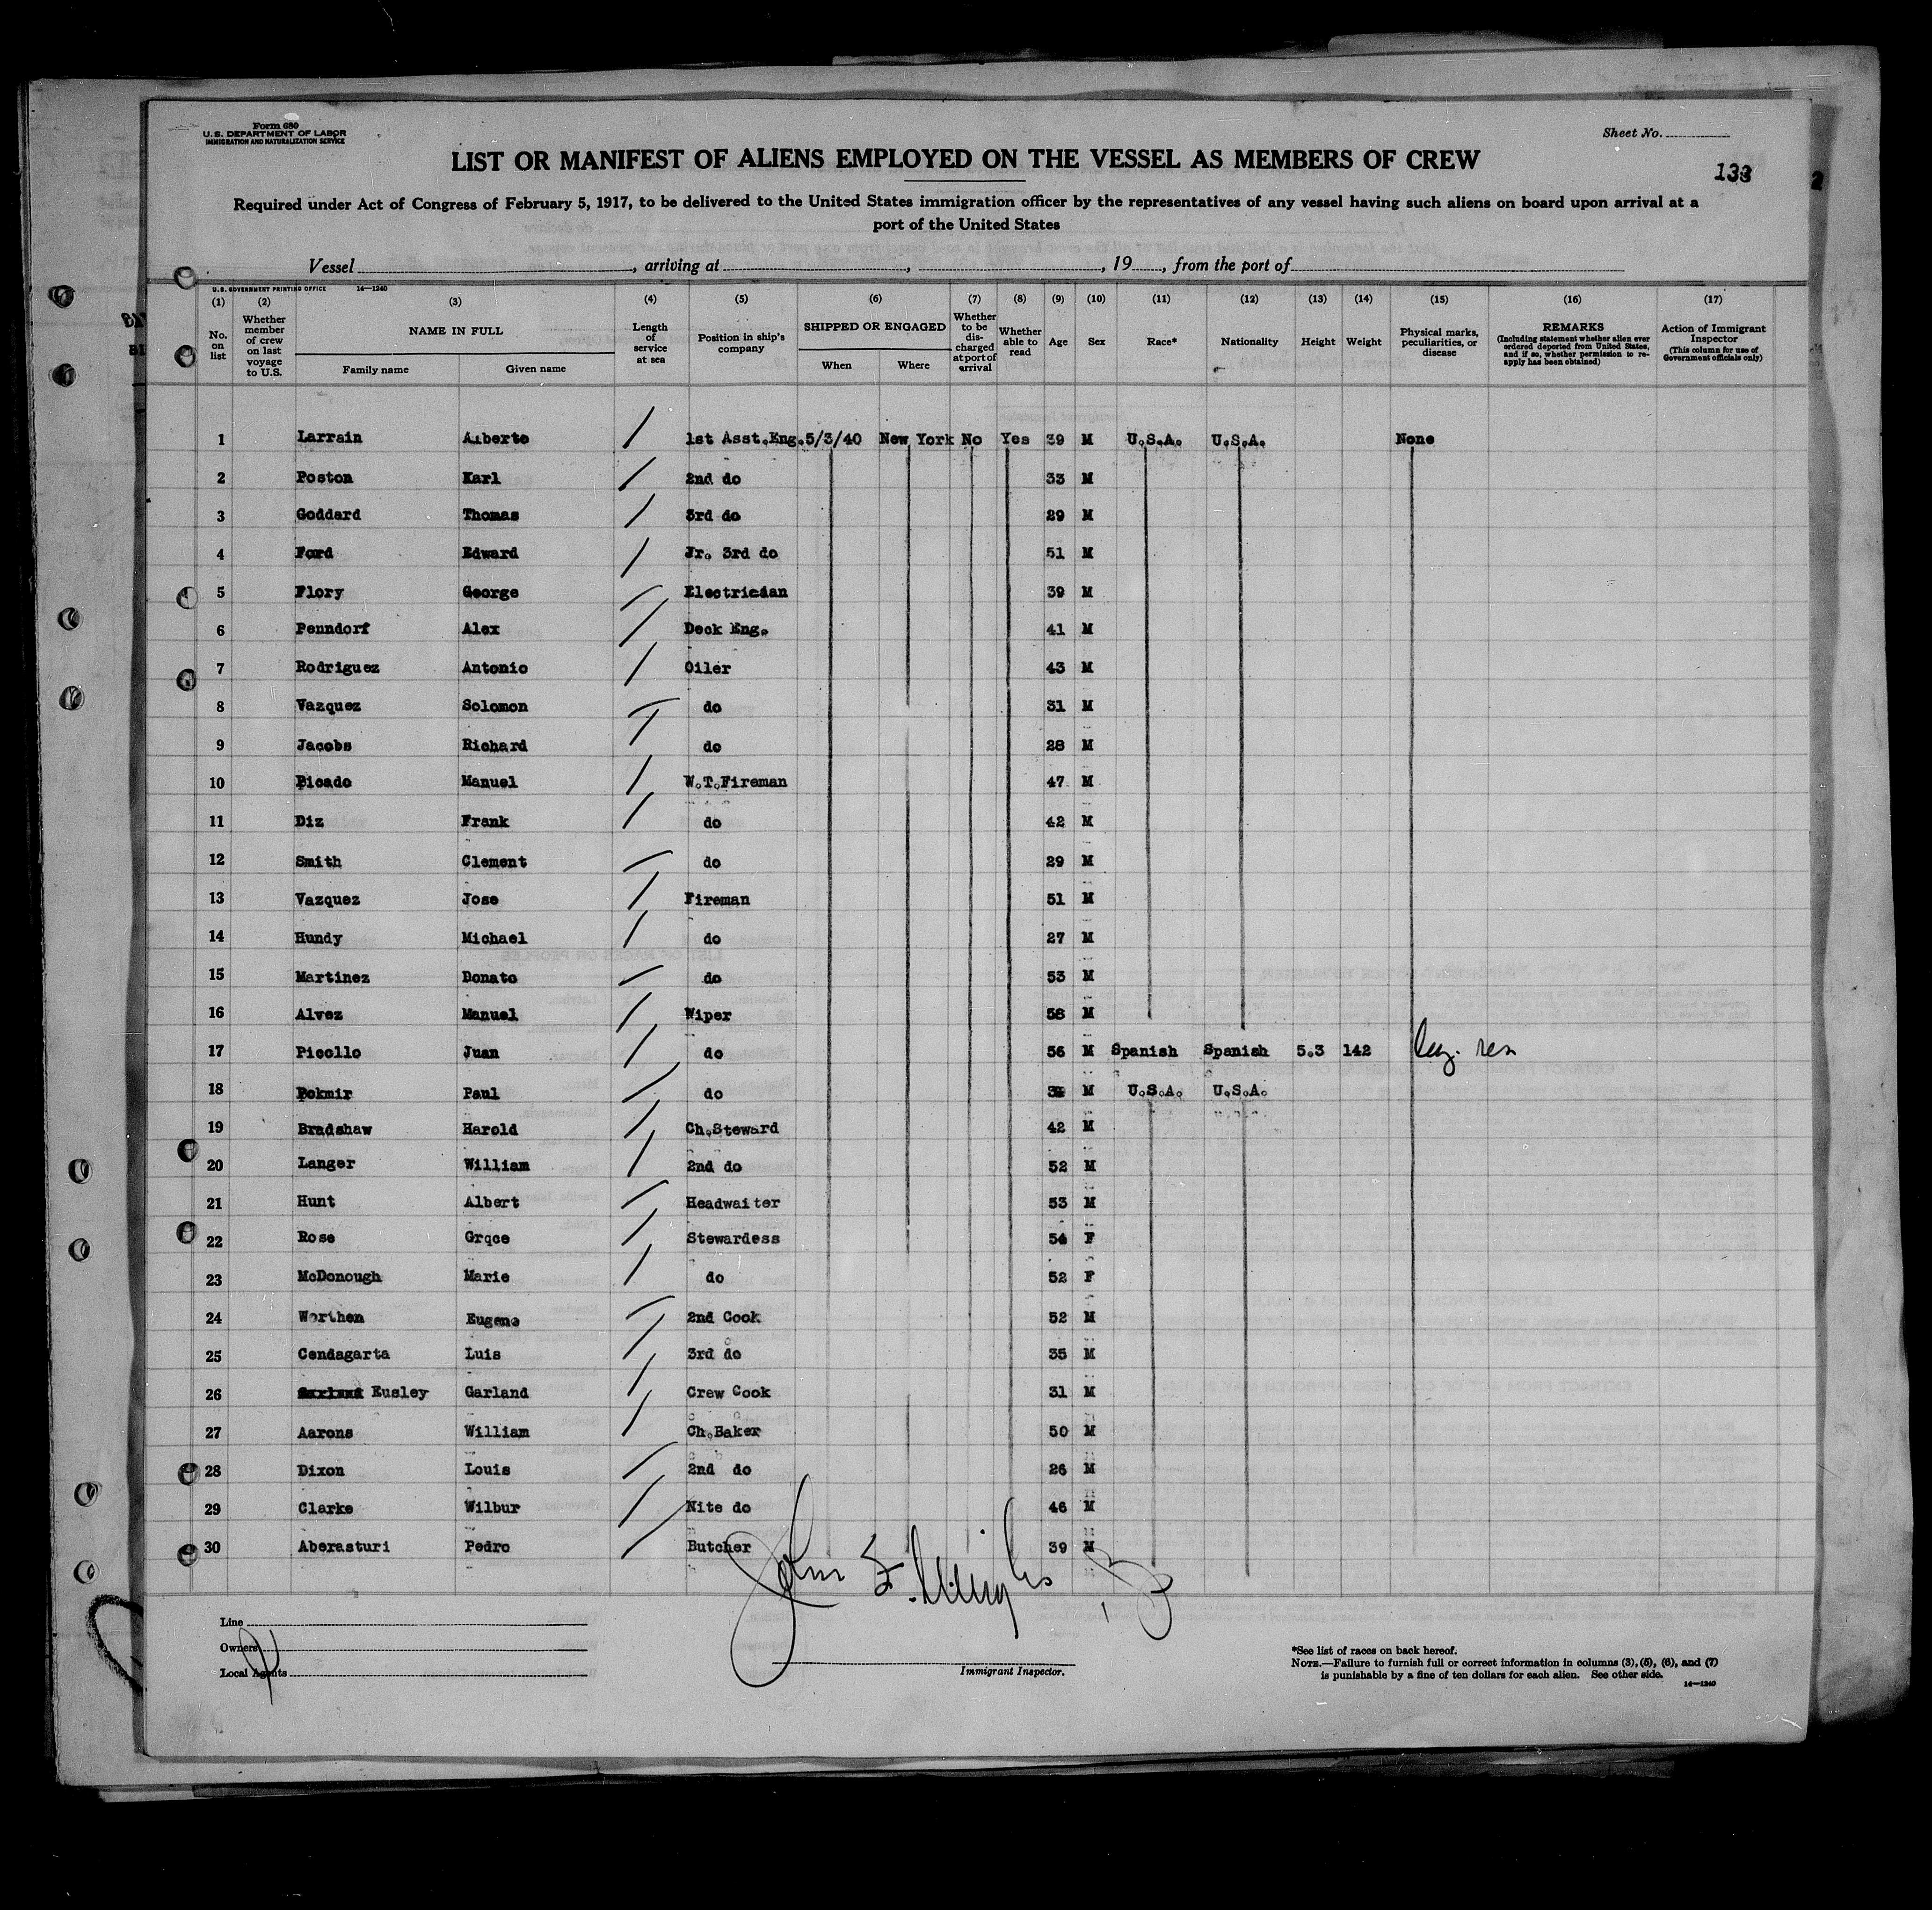 Form 680
U.S. DEPARTMENT OF LABOR
IMMIGRATION AND NATURALIZATION SERVICE
Sheet No.
LIST OR MANIFEST OF ALIENS EMPLOYED ON THE VESSEL AS MEMBERS OF CREW
133
2
Required under Act of Congress of February 5, 1917, to be delivered to the United States immigration officer by the representatives of any vessel having such aliens on board upon arrival at a
port of the United States
Vessel, arriving at, , 19, from the port of
U.S. GOVERNMENT PRINTING OFFICE 14—1240
(1) No. on list
(2) Whether member of crew on last voyage to U.S.
(3) NAME IN FULL Family name Given name
(4) Length of service at sea
(5) Position in ship's company
(6) SHIPPED OR ENGAGED When Where
(7) Whether to be discharged at port of arrival
(8) Whether able to read
(9) Age
(10) Sex
(11) Race*
(12) Nationality
(13) Height
(14) Weight
(15) Physical marks, peculiarities, or disease
(16) REMARKS (Including statement whether alien ever ordered deported from United States, and if so, whether permission to re-apply has been obtained)
(17) Action of Immigrant Inspector (This column for use of Government officials only)
1 Larrain Alberto 1st Asst.Eng. 5/3/40 New York No Yes 39 M U.S.A. U.S.A. None
2 Poston Karl 2nd do 33 M
3 Goddard Thomas 3rd do 29 M
4 Ford Edward Jr. 3rd do 51 M
5 Flory George Electrician 39 M
6 Penndorf Alex Deck Eng. 41 M
7 Rodriguez Antonio Oiler 43 M
8 Vazquez Solomon do 31 M
9 Jacobs Richard do 28 M
10 Picado Manuel W.T.Fireman 47 M
11 Diz Frank do 42 M
12 Smith Clement do 29 M
13 Vazquez Jose Fireman 51 M
14 Hundy Michael do 27 M
15 Martinez Donato do 53 M
16 Alvez Manuel Wiper 58 M
17 Picollo Juan do 56 M Spanish Spanish 5.3 142 Leg. res
18 Pokmir Paul do M U.S.A. U.S.A.
19 Bradshaw Harold Ch.Steward 42 M
20 Langer William 2nd do 52 M
21 Hunt Albert Headwaiter 53 M
22 Rose Grqce Stewardess 54 F
23 McDonough Marie do 52 F
24 Worthen Eugene 2nd Cook 52 M
25 Cendagarta Luis 3rd do 35 M
26 Garland Eusley Garland Crew Cook 31 M
27 Aarons William Ch.Baker 50 M
28 Dixon Louis 2nd do 26 M
29 Clarke Wilbur Nite do 46 M
30 Aberasturi Pedro Butcher 39 M
John F.
Line
Owners
Local Agents
Immigrant Inspector.
*See list of races on back hereof.
NOTE.—Failure to furnish full or correct information in columns (3), (5), (6), and (7)
is punishable by a fine of ten dollars for each alien. See other side.
14—1240